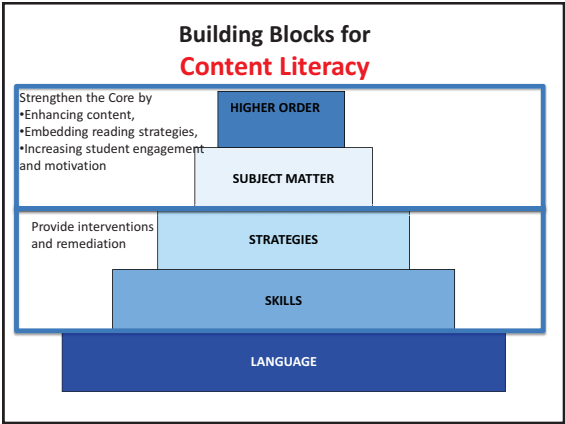 Building Blocks for
Content Literacy
Strengthen the Core by
•Enhancing content,
•Embedding reading strategies,
•Increasing student engagement
and motivation
HIGHER ORDER
SUBJECT MATTER
Provide interventions
and remediation
STRATEGIES
SKILLS
LANGUAGE